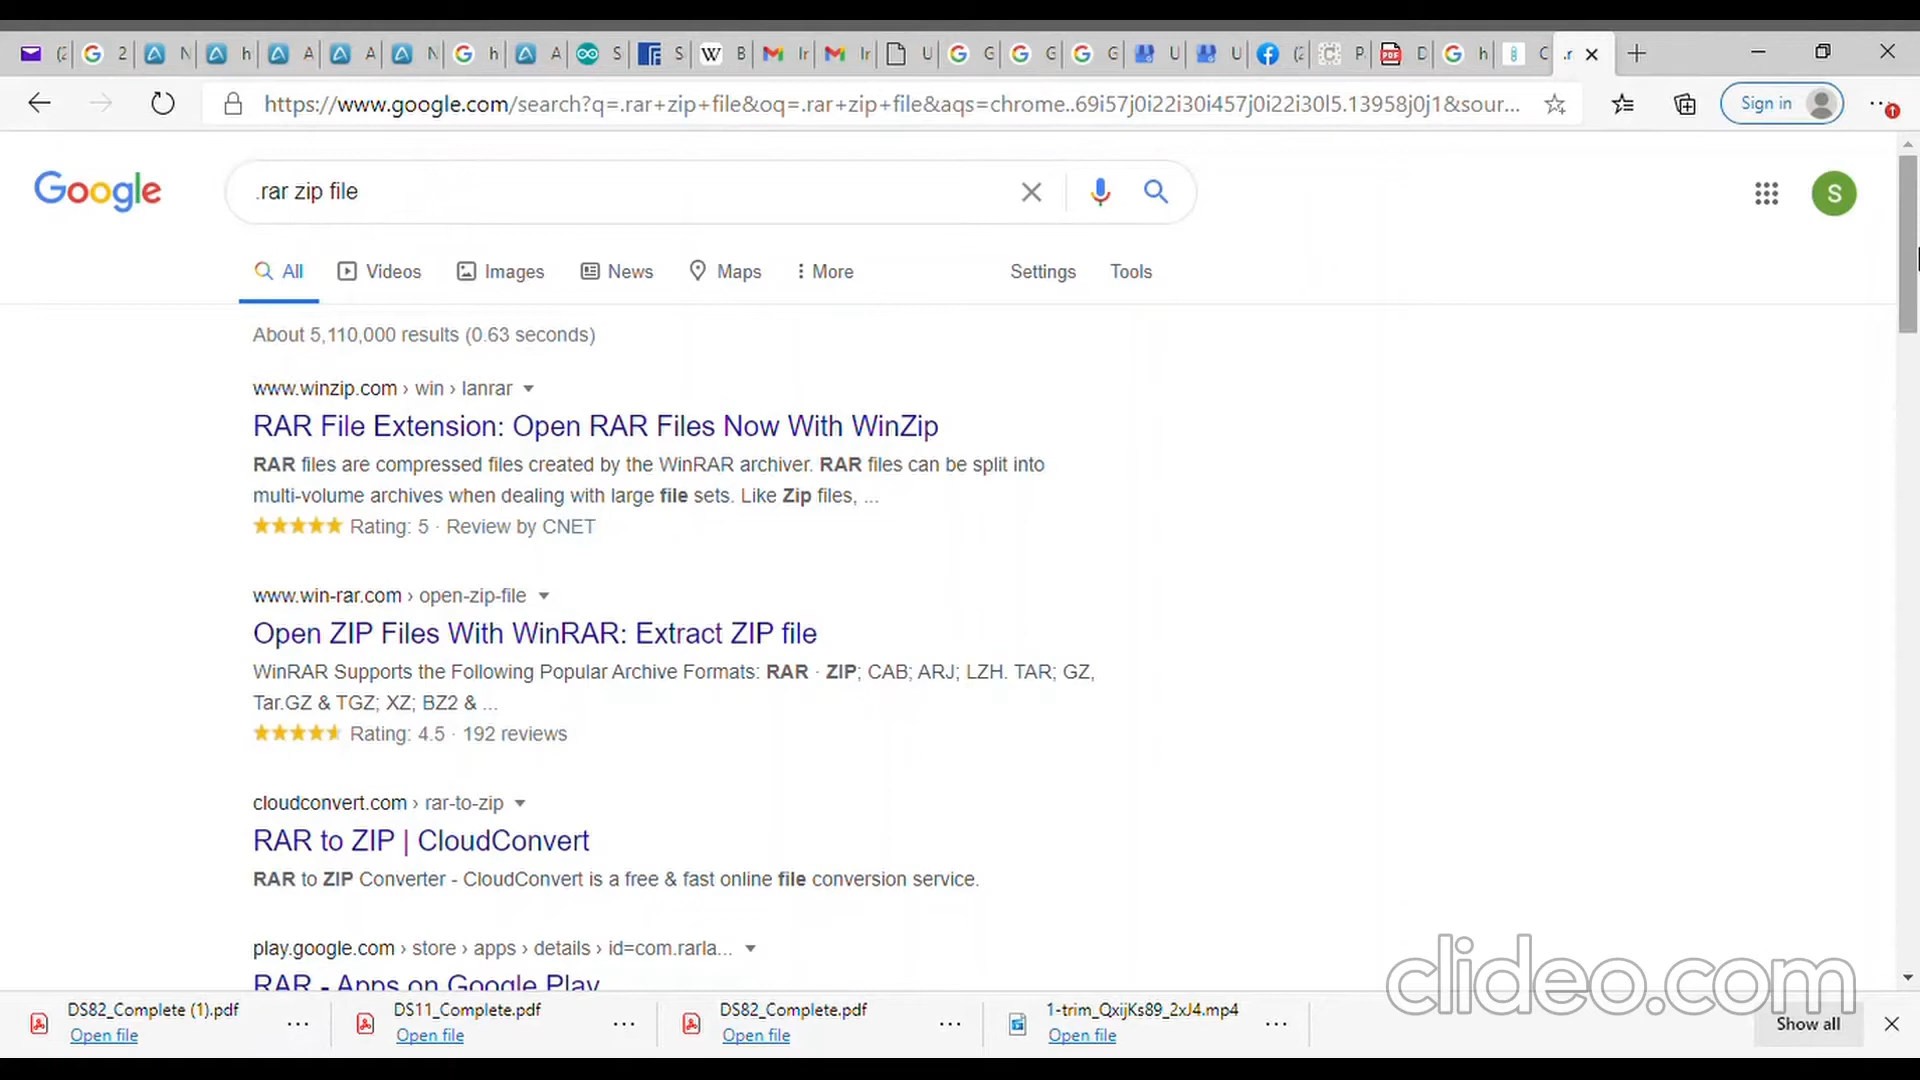 (2 G 2 N h A A N h A S S B Ir Ir U G G G U U (2 P. D h C .r
https://www.google.com/search?q=.rar+zip+file&oq=.rar+zip+file&aqs=chrome..69i57j0i22i30i457j0i22i30l5.13958j0j1&sour...
Sign in
Google
.rar zip file
S
All Videos Images News Maps More Settings Tools
About 5,110,000 results (0.63 seconds)
www.winzip.com › win › lanrar
RAR File Extension: Open RAR Files Now With WinZip
RAR files are compressed files created by the WinRAR archiver. RAR files can be split into
multi-volume archives when dealing with large file sets. Like Zip files, ...
Rating: 5 · Review by CNET
www.win-rar.com › open-zip-file
Open ZIP Files With WinRAR: Extract ZIP file
WinRAR Supports the Following Popular Archive Formats: RAR · ZIP; CAB; ARJ; LZH. TAR; GZ,
Tar.GZ & TGZ; XZ; BZ2 & ...
Rating: 4.5 · 192 reviews
cloudconvert.com › rar-to-zip
RAR to ZIP | CloudConvert
RAR to ZIP Converter - CloudConvert is a free & fast online file conversion service.
play.google.com › store › apps › details › id=com.rarla...
RAR - Apps on Google Play
clideo.com
DS82_Complete (1).pdf DS11_Complete.pdf DS82_Complete.pdf 1-trim_QxijKs89_2xJ4.mp4
Open file Open file Open file Open file
Show all